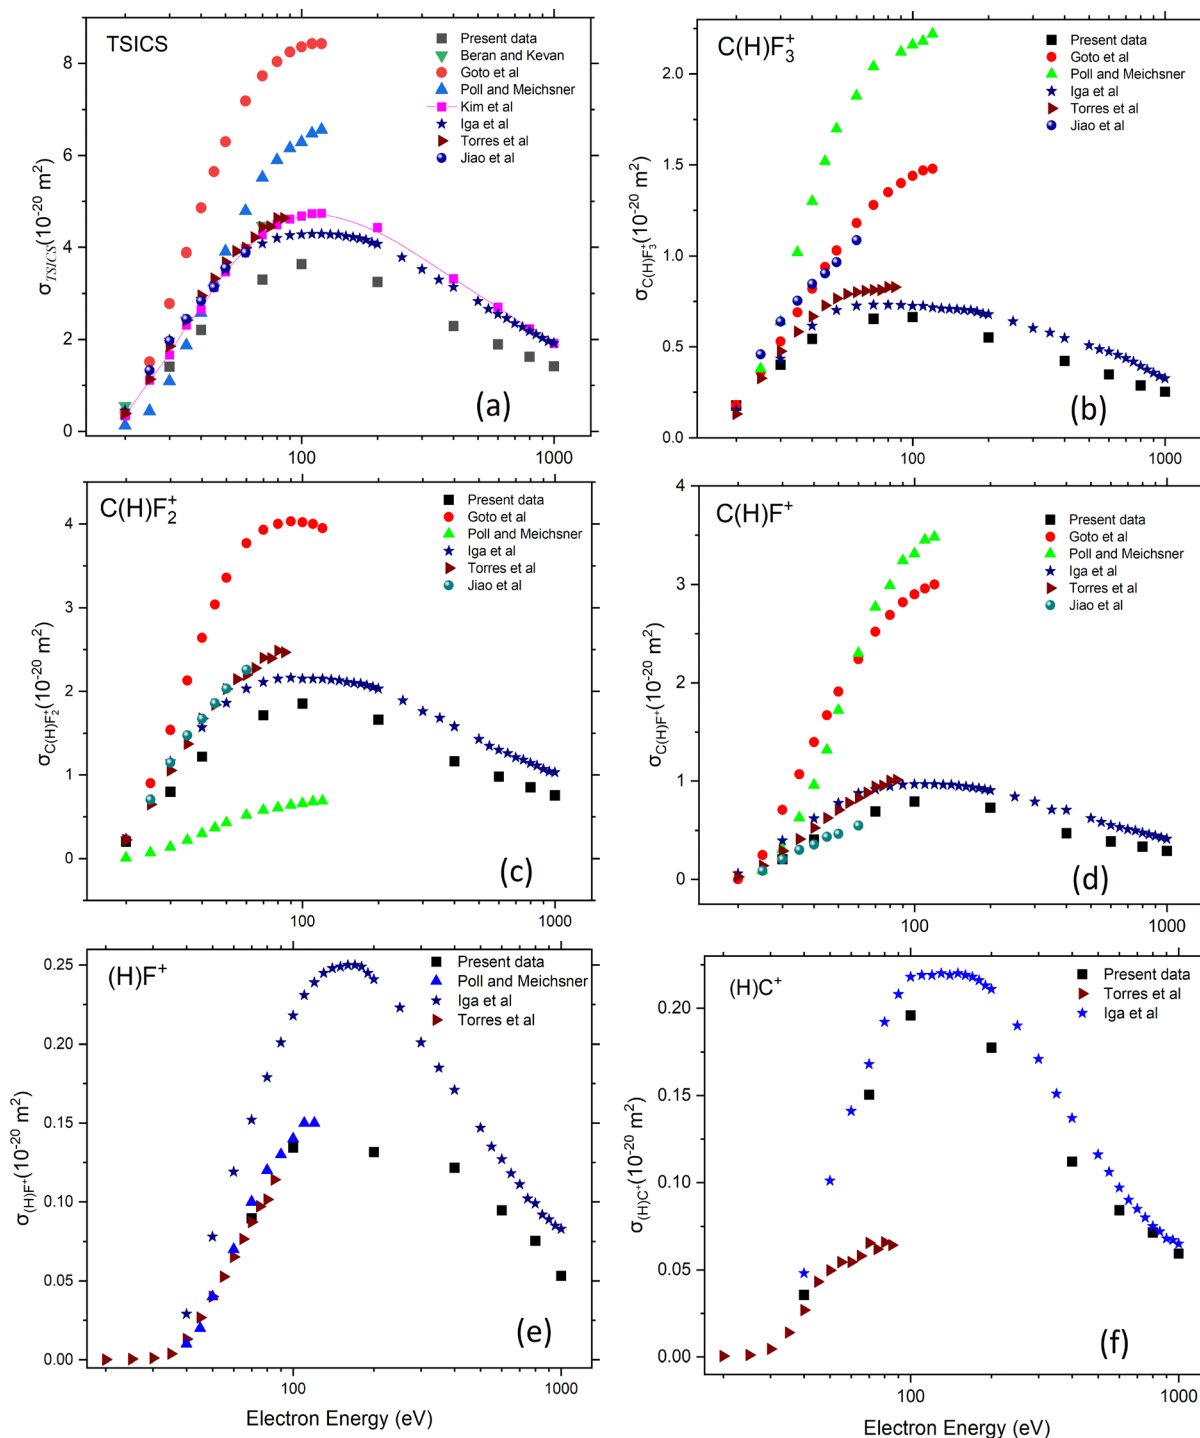 TSICS
Present data
Beran and Kevan
Goto et al
Poll and Meichsner
Kim et al
Iga et al
Torres et al
Jiao et al
σTSICS(10⁻²⁰ m²)
8
6
4
2
0
100
1000
(a)
C(H)F₃⁺
Present data
Goto et al
Poll and Meichsner
Iga et al
Torres et al
Jiao et al
σC(H)F₃⁺(10⁻²⁰ m²)
2.0
1.5
1.0
0.5
0.0
100
1000
(b)
C(H)F₂⁺
Present data
Goto et al
Poll and Meichsner
Iga et al
Torres et al
Jiao et al
σC(H)F₂⁺(10⁻²⁰ m²)
4
3
2
1
0
100
1000
(c)
C(H)F⁺
Present data
Goto et al
Poll and Meichsner
Iga et al
Torres et al
Jiao et al
σC(H)F⁺(10⁻²⁰ m²)
4
3
2
1
0
100
1000
(d)
(H)F⁺
Present data
Poll and Meichsner
Iga et al
Torres et al
σ(H)F⁺(10⁻²⁰ m²)
0.25
0.20
0.15
0.10
0.05
0.00
100
1000
(e)
Electron Energy (eV)
(H)C⁺
Present data
Torres et al
Iga et al
σ(H)C⁺(10⁻²⁰ m²)
0.20
0.15
0.10
0.05
0.00
100
1000
(f)
Electron Energy (eV)